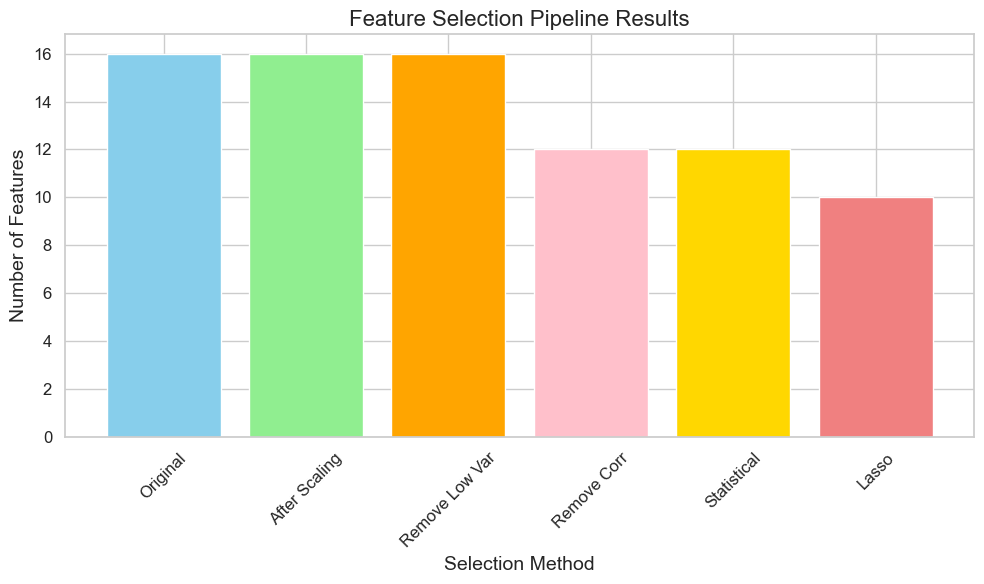 Feature Selection Pipeline Results
Number of Features
16
14
12
10
8
6
4
2
0
Original
After Scaling
Remove Low Var
Remove Corr
Statistical
Lasso
Selection Method